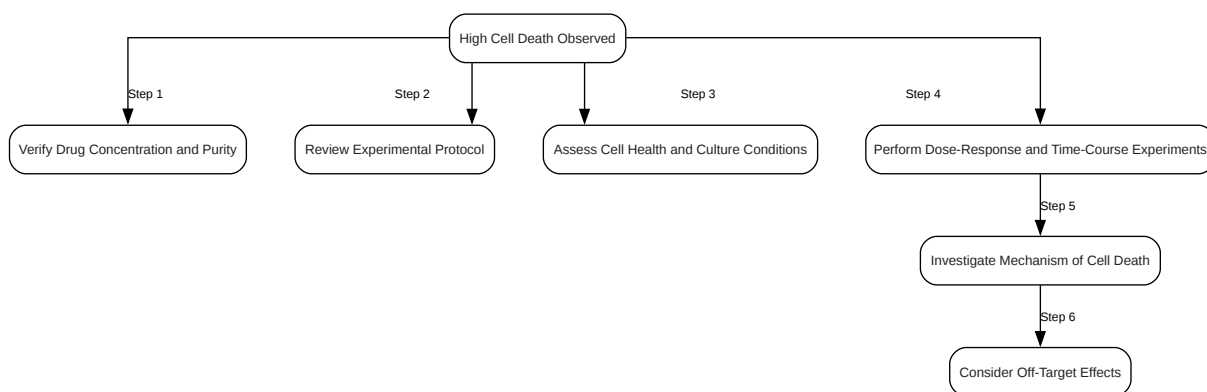 High Cell Death Observed
Step 1
Step 2
Step 3
Step 4
Verify Drug Concentration and Purity
Review Experimental Protocol
Assess Cell Health and Culture Conditions
Perform Dose-Response and Time-Course Experiments
Step 5
Investigate Mechanism of Cell Death
Step 6
Consider Off-Target Effects